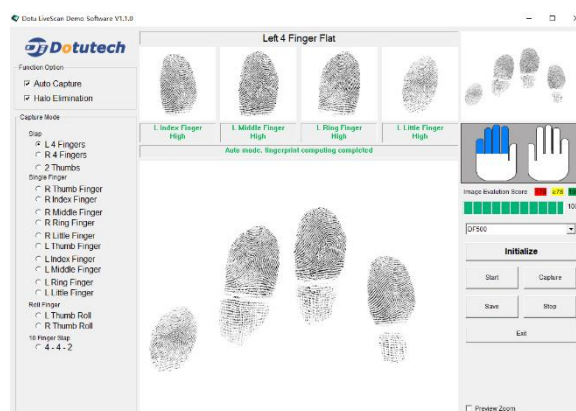 Dotu LiveScan Demo Software V1.1.0
Dotutech
Function Option
Auto Capture
Halo Elimination
Capture Mode
Slap
L 4 Fingers
R 4 Fingers
2 Thumbs
Single Finger
R Thumb Finger
R Index Finger
R Middle Finger
R Ring Finger
R Little Finger
L Thumb Finger
L Index Finger
L Middle Finger
L Ring Finger
L Little Finger
Roll Finger
L Thumb Roll
R Thumb Roll
10 Finger Slap
4 - 4 - 2
Left 4 Finger Flat
L Index Finger
High
L Middle Finger
High
L Ring Finger
High
L Little Finger
High
Auto mode, fingerprint computing completed
Image Evalution Score
≥75
100
DF500
Initialize
Start
Capture
Save
Stop
Exit
Preview Zoom